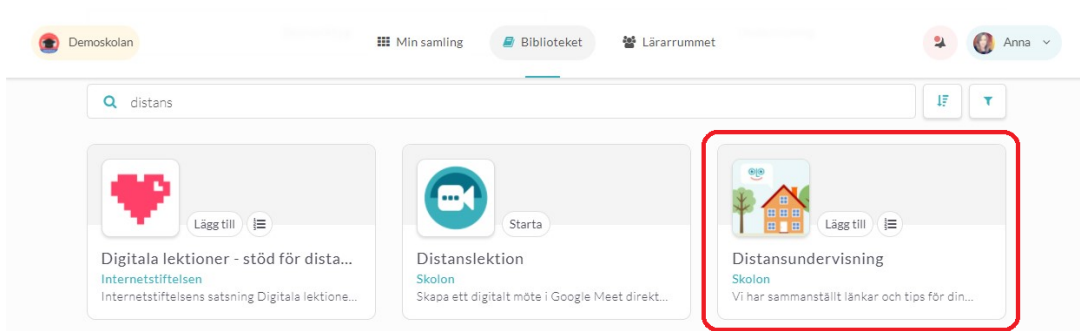 Demoskolan
Min samling
Biblioteket
Lärarrummet
Anna
distans
Lägg till
Starta
Lägg till
Digitala lektioner - stöd för dista...
Internetstiftelsen
Internetstiftelsens satsning Digitala lektione...
Distanslektion
Skolon
Skapa ett digitalt möte i Google Meet direkt...
Distansundervisning
Skolon
Vi har sammanställt länkar och tips för din...